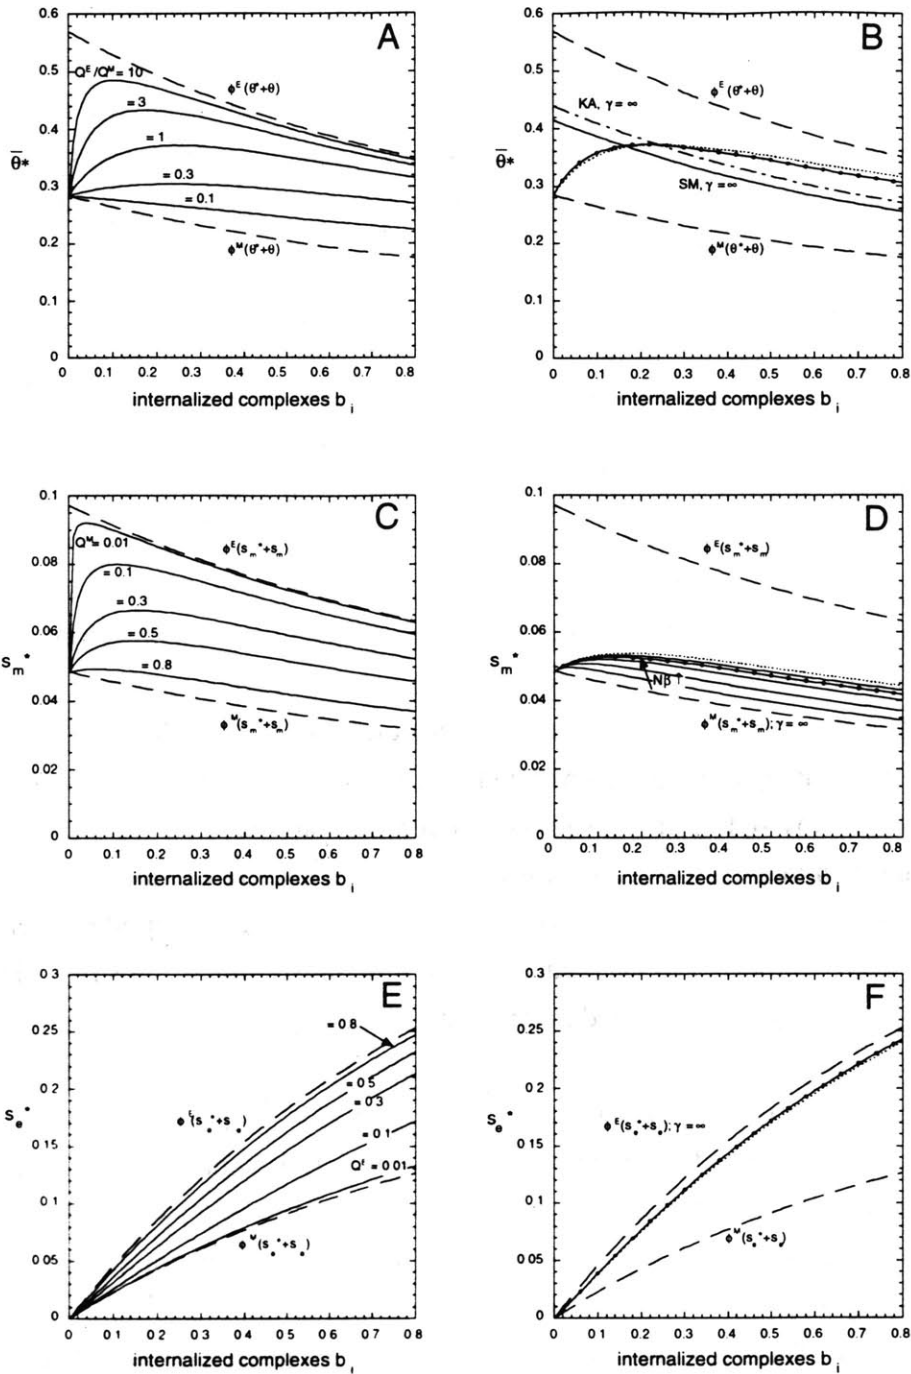 A
0.6
0.5
0.4
0.3
0.2
0.1
0
θ̄*
Q^E/Q^M = 10
= 3
= 1
= 0.3
= 0.1
φ^E(θ*+θ)
φ^M(θ*+θ)
0 0.1 0.2 0.3 0.4 0.5 0.6 0.7 0.8
internalized complexes b_i
B
0.6
0.5
0.4
0.3
0.2
0.1
0
θ̄*
φ^E(θ*+θ)
KA, γ = ∞
SM, γ = ∞
φ^M(θ*+θ)
0 0.1 0.2 0.3 0.4 0.5 0.6 0.7 0.8
internalized complexes b_i
C
0.1
0.08
0.06
0.04
0.02
0
s_m*
Q^M = 0.01
= 0.1
= 0.3
= 0.5
= 0.8
φ^E(s_m*+s_m)
φ^M(s_m*+s_m)
0 0.1 0.2 0.3 0.4 0.5 0.6 0.7 0.8
internalized complexes b_i
D
0.1
0.08
0.06
0.04
0.02
0
s_m*
φ^E(s_m*+s_m)
Nβ↑
φ^M(s_m*+s_m); γ = ∞
0 0.1 0.2 0.3 0.4 0.5 0.6 0.7 0.8
internalized complexes b_i
E
0.3
0.25
0.2
0.15
0.1
0.05
0
s_e*
= 0.8
= 0.5
= 0.3
= 0.1
Q^E = 0.01
φ^E(s_e*+s_e)
φ^M(s_e*+s_e)
0 0.1 0.2 0.3 0.4 0.5 0.6 0.7 0.8
internalized complexes b_i
F
0.3
0.25
0.2
0.15
0.1
0.05
0
s_e*
φ^E(s_e*+s_e); γ = ∞
φ^M(s_e*+s_e)
0 0.1 0.2 0.3 0.4 0.5 0.6 0.7 0.8
internalized complexes b_i